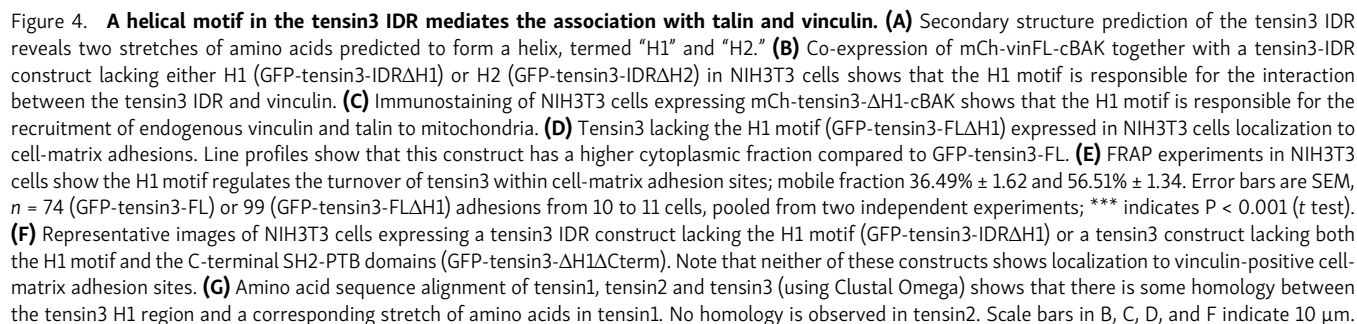 Figure 4. A helical motif in the tensin3 IDR mediates the association with talin and vinculin. (A) Secondary structure prediction of the tensin3 IDR
reveals two stretches of amino acids predicted to form a helix, termed “H1” and “H2.” (B) Co-expression of mCh-vinFL-cBAK together with a tensin3-IDR
construct lacking either H1 (GFP-tensin3-IDRΔH1) or H2 (GFP-tensin3-IDRΔH2) in NIH3T3 cells shows that the H1 motif is responsible for the interaction
between the tensin3 IDR and vinculin. (C) Immunostaining of NIH3T3 cells expressing mCh-tensin3-ΔH1-cBAK shows that the H1 motif is responsible for the
recruitment of endogenous vinculin and talin to mitochondria. (D) Tensin3 lacking the H1 motif (GFP-tensin3-FLΔH1) expressed in NIH3T3 cells localization to
cell-matrix adhesions. Line profiles show that this construct has a higher cytoplasmic fraction compared to GFP-tensin3-FL. (E) FRAP experiments in NIH3T3
cells show the H1 motif regulates the turnover of tensin3 within cell-matrix adhesion sites; mobile fraction 36.49% ± 1.62 and 56.51% ± 1.34. Error bars are SEM,
n = 74 (GFP-tensin3-FL) or 99 (GFP-tensin3-FLΔH1) adhesions from 10 to 11 cells, pooled from two independent experiments; *** indicates P < 0.001 (t test).
(F) Representative images of NIH3T3 cells expressing a tensin3 IDR construct lacking the H1 motif (GFP-tensin3-IDRΔH1) or a tensin3 construct lacking both
the H1 motif and the C-terminal SH2-PTB domains (GFP-tensin3-ΔH1ΔCterm). Note that neither of these constructs shows localization to vinculin-positive cell-
matrix adhesion sites. (G) Amino acid sequence alignment of tensin1, tensin2 and tensin3 (using Clustal Omega) shows that there is some homology between
the tensin3 H1 region and a corresponding stretch of amino acids in tensin1. No homology is observed in tensin2. Scale bars in B, C, D, and F indicate 10 μm.